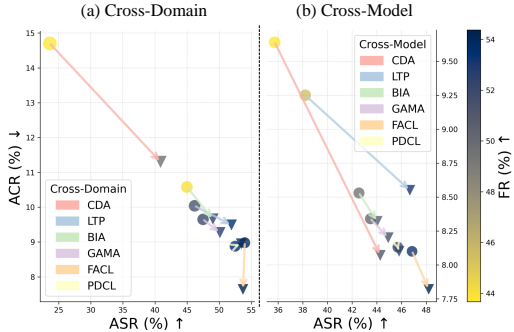 (a) Cross-Domain
(b) Cross-Model
15
14
13
12
11
10
9
8
ACR (%) ↓
Cross-Domain
CDA
LTP
BIA
GAMA
FACL
PDCL
25
30
35
40
45
50
55
ASR (%) ↑
Cross-Model
CDA
LTP
BIA
GAMA
FACL
PDCL
9.50
9.25
9.00
8.75
8.50
8.25
8.00
7.75
36
38
40
42
44
46
48
ASR (%) ↑
54
52
50
48
46
44
FR (%) ↑